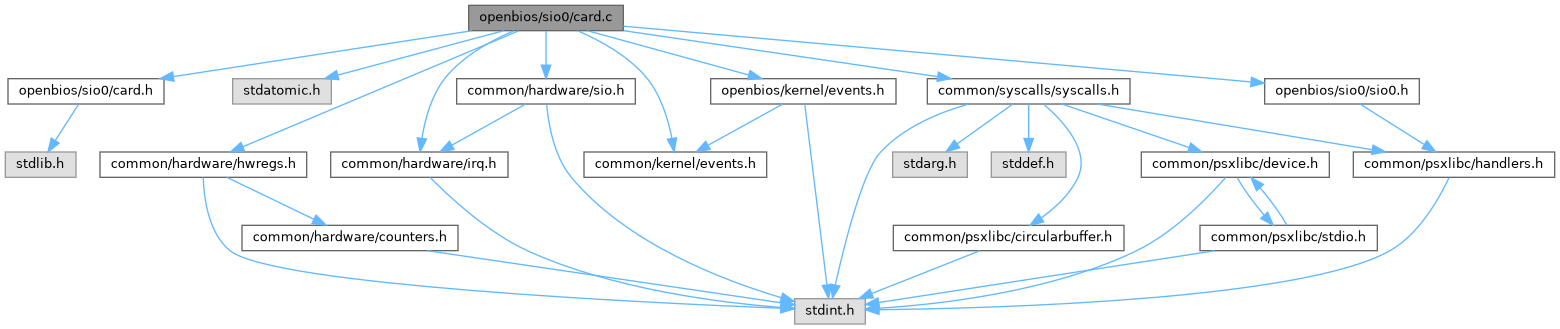 openbios/sio0/card.c
openbios/sio0/card.h
stdatomic.h
common/hardware/sio.h
openbios/kernel/events.h
common/syscalls/syscalls.h
openbios/sio0/sio0.h
stdlib.h
common/hardware/hwregs.h
common/hardware/irq.h
common/kernel/events.h
stdarg.h
stddef.h
common/psxlibc/device.h
common/psxlibc/handlers.h
common/hardware/counters.h
common/psxlibc/circularbuffer.h
common/psxlibc/stdio.h
stdint.h